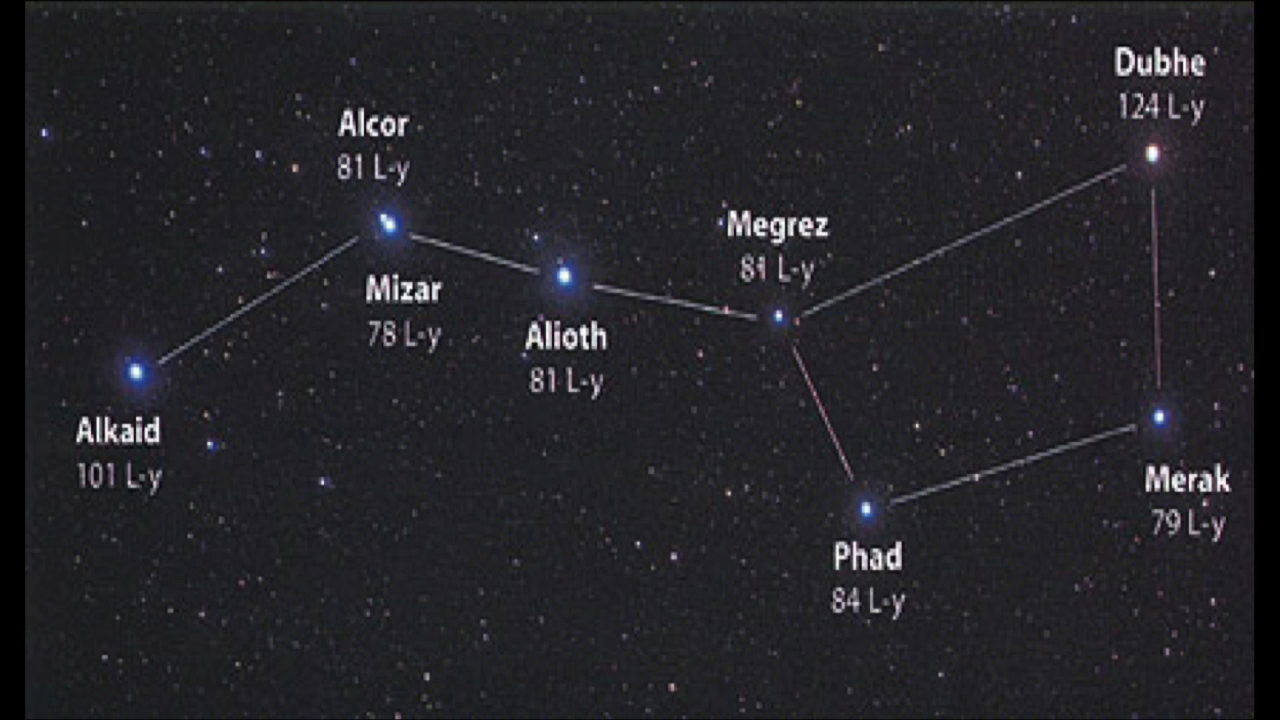 Dubhe
124 L-y
Alcor
81 L-y
Megrez
81 L-y
Mizar
78 L-y
Alioth
81 L-y
Alkaid
101 L-y
Merak
79 L-y
Phad
84 L-y